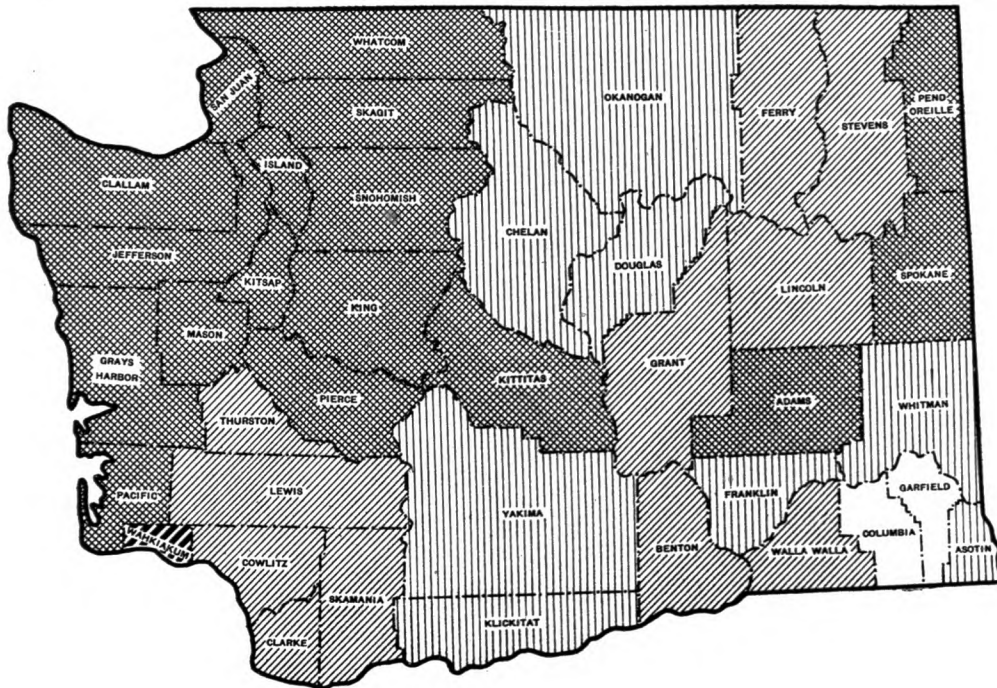 WHATCOM
SAN JUAN
SKAGIT
OKANOGAN
FERRY
STEVENS
PEND
OREILLE
ISLAND
CLALLAM
SNOHOMISH
CHELAN
DOUGLAS
JEFFERSON
KITSAP
KING
LINCOLN
SPOKANE
MASON
GRAYS
HARBOR
PIERCE
KITTITAS
GRANT
ADAMS
WHITMAN
THURSTON
PACIFIC
LEWIS
YAKIMA
FRANKLIN
GARFIELD
COLUMBIA
WAHKIAKUM
COWLITZ
BENTON
WALLA WALLA
ASOTIN
SKAMANIA
KLICKITAT
CLARKE